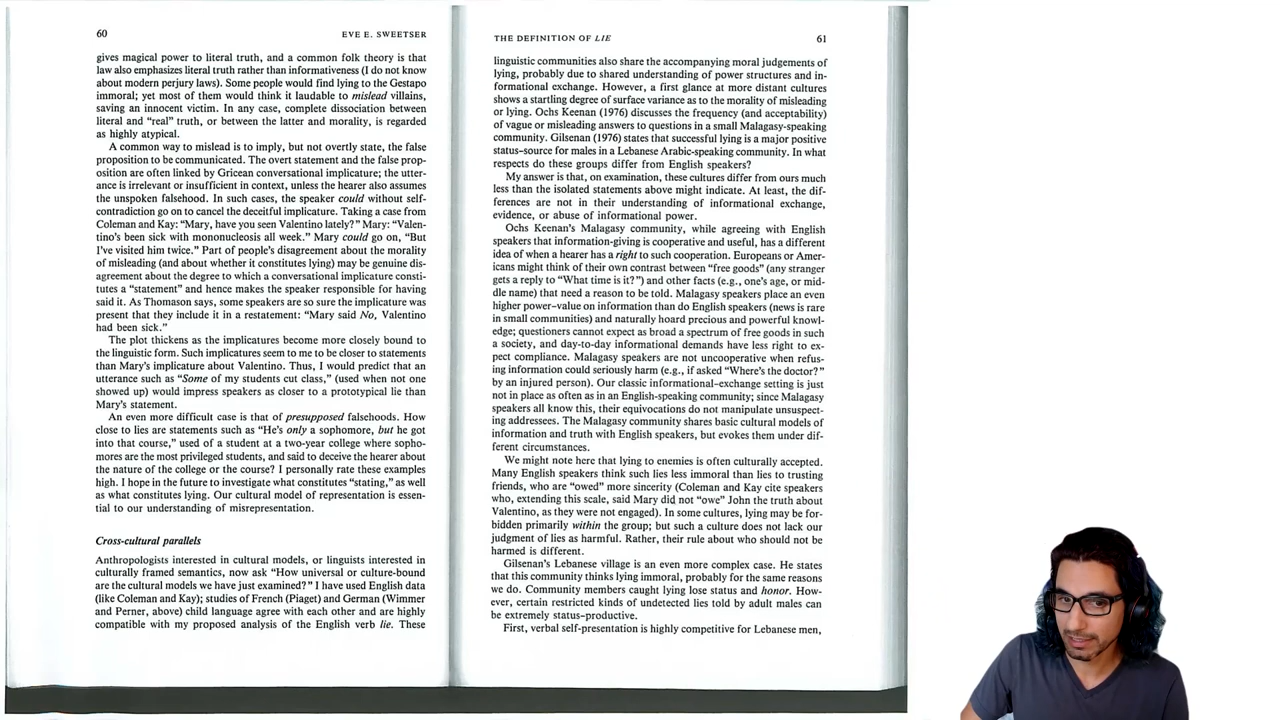 60
EVE E. SWEETSER
gives magical power to literal truth, and a common folk theory is that
law also emphasizes literal truth rather than informativeness (I do not know
about modern perjury laws). Some people would find lying to the Gestapo
immoral; yet most of them would think it laudable to mislead villains,
saving an innocent victim. In any case, complete dissociation between
literal and “real” truth, or between the latter and morality, is regarded
as highly atypical.
A common way to mislead is to imply, but not overtly state, the false
proposition to be communicated. The overt statement and the false prop-
osition are often linked by Gricean conversational implicature; the utter-
ance is irrelevant or insufficient in context, unless the hearer also assumes
the unspoken falsehood. In such cases, the speaker could without self-
contradiction go on to cancel the deceitful implicature. Taking a case from
Coleman and Kay: “Mary, have you seen Valentino lately?” Mary: “Valen-
tino’s been sick with mononucleosis all week.” Mary could go on, “But
I’ve visited him twice.” Part of people’s disagreement about the morality
of misleading (and about whether it constitutes lying) may be genuine dis-
agreement about the degree to which a conversational implicature consti-
tutes a “statement” and hence makes the speaker responsible for having
said it. As Thomason says, some speakers are so sure the implicature was
present that they include it in a restatement: “Mary said No, Valentino
had been sick.”
The plot thickens as the implicatures become more closely bound to
the linguistic form. Such implicatures seem to me to be closer to statements
than Mary’s implicature about Valentino. Thus, I would predict that an
utterance such as “Some of my students cut class,” (used when not one
showed up) would impress speakers as closer to a prototypical lie than
Mary’s statement.
An even more difficult case is that of presupposed falsehoods. How
close to lies are statements such as “He’s only a sophomore, but he got
into that course,” used of a student at a two-year college where sopho-
mores are the most privileged students, and said to deceive the hearer about
the nature of the college or the course? I personally rate these examples
high. I hope in the future to investigate what constitutes “stating,” as well
as what constitutes lying. Our cultural model of representation is essen-
tial to our understanding of misrepresentation.
Cross-cultural parallels
Anthropologists interested in cultural models, or linguists interested in
culturally framed semantics, now ask “How universal or culture-bound
are the cultural models we have just examined?” I have used English data
(like Coleman and Kay); studies of French (Piaget) and German (Wimmer
and Perner, above) child language agree with each other and are highly
compatible with my proposed analysis of the English verb lie. These
THE DEFINITION OF LIE
61
linguistic communities also share the accompanying moral judgements of
lying, probably due to shared understanding of power structures and in-
formational exchange. However, a first glance at more distant cultures
shows a startling degree of surface variance as to the morality of misleading
or lying. Ochs Keenan (1976) discusses the frequency (and acceptability)
of vague or misleading answers to questions in a small Malagasy-speaking
community. Gilsenan (1976) states that successful lying is a major positive
status-source for males in a Lebanese Arabic-speaking community. In what
respects do these groups differ from English speakers?
My answer is that, on examination, these cultures differ from ours much
less than the isolated statements above might indicate. At least, the dif-
ferences are not in their understanding of informational exchange,
evidence, or abuse of informational power.
Ochs Keenan’s Malagasy community, while agreeing with English
speakers that information-giving is cooperative and useful, has a different
idea of when a hearer has a right to such cooperation. Europeans or Amer-
icans might think of their own contrast between “free goods” (any stranger
gets a reply to “What time is it?”) and other facts (e.g., one’s age, or mid-
dle name) that need a reason to be told. Malagasy speakers place an even
higher power-value on information than do English speakers (news is rare
in small communities) and naturally hoard precious and powerful knowl-
edge; questioners cannot expect as broad a spectrum of free goods in such
a society, and day-to-day informational demands have less right to ex-
pect compliance. Malagasy speakers are not uncooperative when refus-
ing information could seriously harm (e.g., if asked “Where’s the doctor?”
by an injured person). Our classic informational-exchange setting is just
not in place as often as in an English-speaking community; since Malagasy
speakers all know this, their equivocations do not manipulate unsuspect-
ing addressees. The Malagasy community shares basic cultural models of
information and truth with English speakers, but evokes them under dif-
ferent circumstances.
We might note here that lying to enemies is often culturally accepted.
Many English speakers think such lies less immoral than lies to trusting
friends, who are “owed” more sincerity (Coleman and Kay cite speakers
who, extending this scale, said Mary did not “owe” John the truth about
Valentino, as they were not engaged). In some cultures, lying may be for-
bidden primarily within the group; but such a culture does not lack our
judgment of lies as harmful. Rather, their rule about who should not be
harmed is different.
Gilsenan’s Lebanese village is an even more complex case. He states
that this community thinks lying immoral, probably for the same reasons
we do. Community members caught lying lose status and honor. How-
ever, certain restricted kinds of undetected lies told by adult males can
be extremely status-productive.
First, verbal self-presentation is highly competitive for Lebanese men,